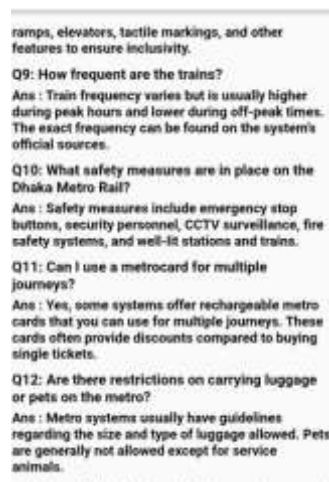 ramps, elevators, tactile markings, and other
features to ensure inclusivity.
Q9: How frequent are the trains?
Ans : Train frequency varies but is usually higher
during peak hours and lower during off-peak times.
The exact frequency can be found on the system's
official sources.
Q10: What safety measures are in place on the
Dhaka Metro Rail?
Ans : Safety measures include emergency stop
buttons, security personnel, CCTV surveillance, fire
safety systems, and well-lit stations and trains.
Q11: Can I use a metrocard for multiple
journeys?
Ans : Yes, some systems offer rechargeable metro
cards that you can use for multiple journeys. These
cards often provide discounts compared to buying
single tickets.
Q12: Are there restrictions on carrying luggage
or pets on the metro?
Ans : Metro systems usually have guidelines
regarding the size and type of luggage allowed. Pets
are generally not allowed except for service
animals.